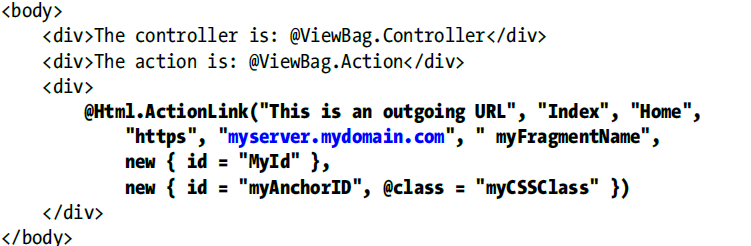 <body>
<div>The controller is: @ViewBag.Controller</div>
<div>The action is: @ViewBag.Action</div>
<div>
@Html.ActionLink("This is an outgoing URL", "Index", "Home",
"https", "myserver.mydomain.com", " myFragmentName",
new { id = "MyId" },
new { id = "myAnchorID", @class = "myCSSClass" })
</div>
</body>